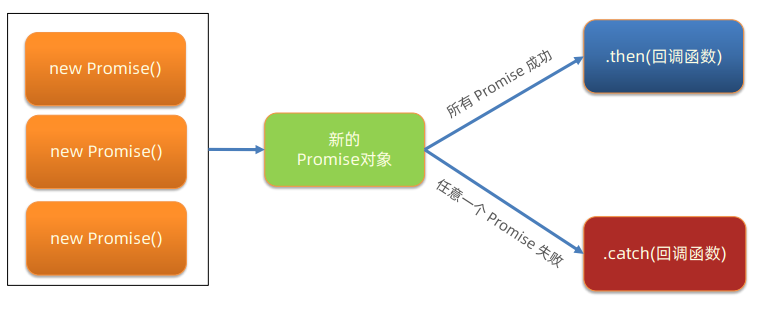 new Promise()
new Promise()
new Promise()
新的
Promise对象
所有 Promise 成功
.then(回调函数)
任意一个 Promise 失败
.catch(回调函数)